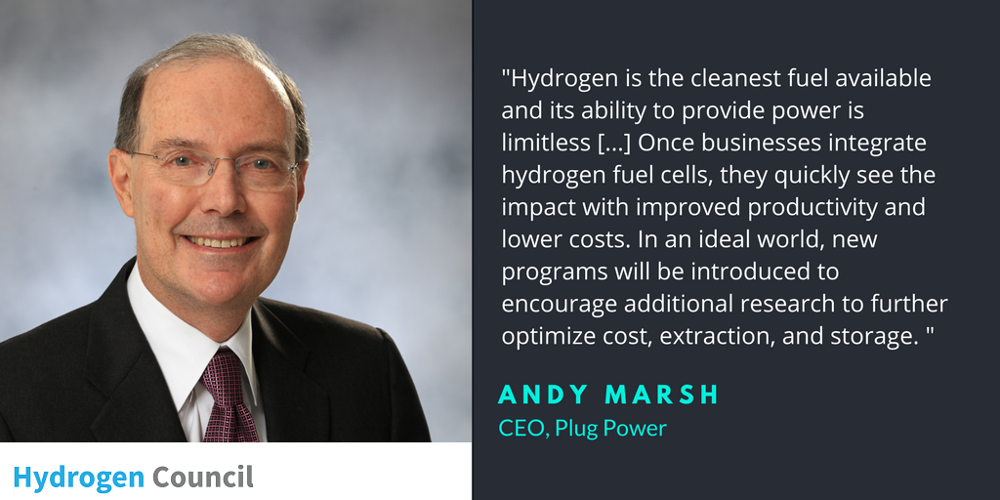 "Hydrogen is the cleanest fuel available
and its ability to provide power is
limitless [...] Once businesses integrate
hydrogen fuel cells, they quickly see the
impact with improved productivity and
lower costs. In an ideal world, new
programs will be introduced to
encourage additional research to further
optimize cost, extraction, and storage. "
ANDY MARSH
CEO, Plug Power
Hydrogen Council